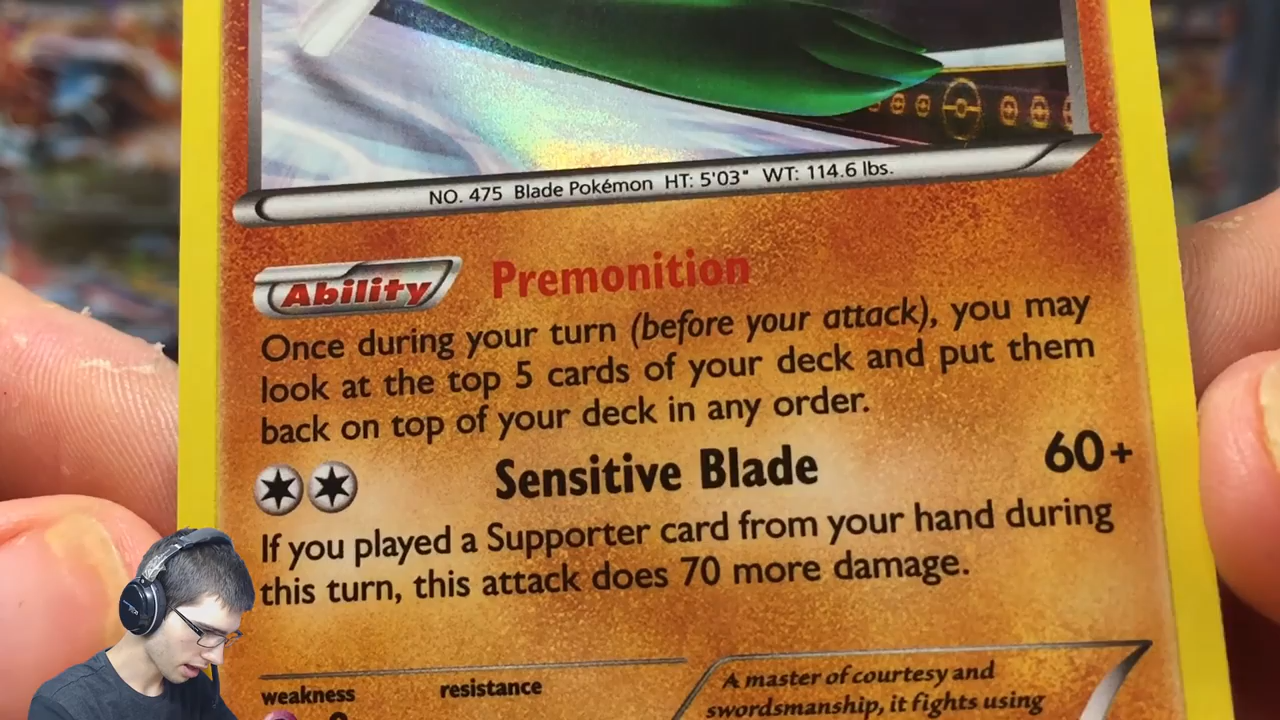 NO. 475 Blade Pokémon HT: 5'03" WT: 114.6 lbs.
Ability Premonition
Once during your turn (before your attack), you may
look at the top 5 cards of your deck and put them
back on top of your deck in any order.
Sensitive Blade 60+
If you played a Supporter card from your hand during
this turn, this attack does 70 more damage.
weakness resistance
A master of courtesy and
swordsmanship, it fights using